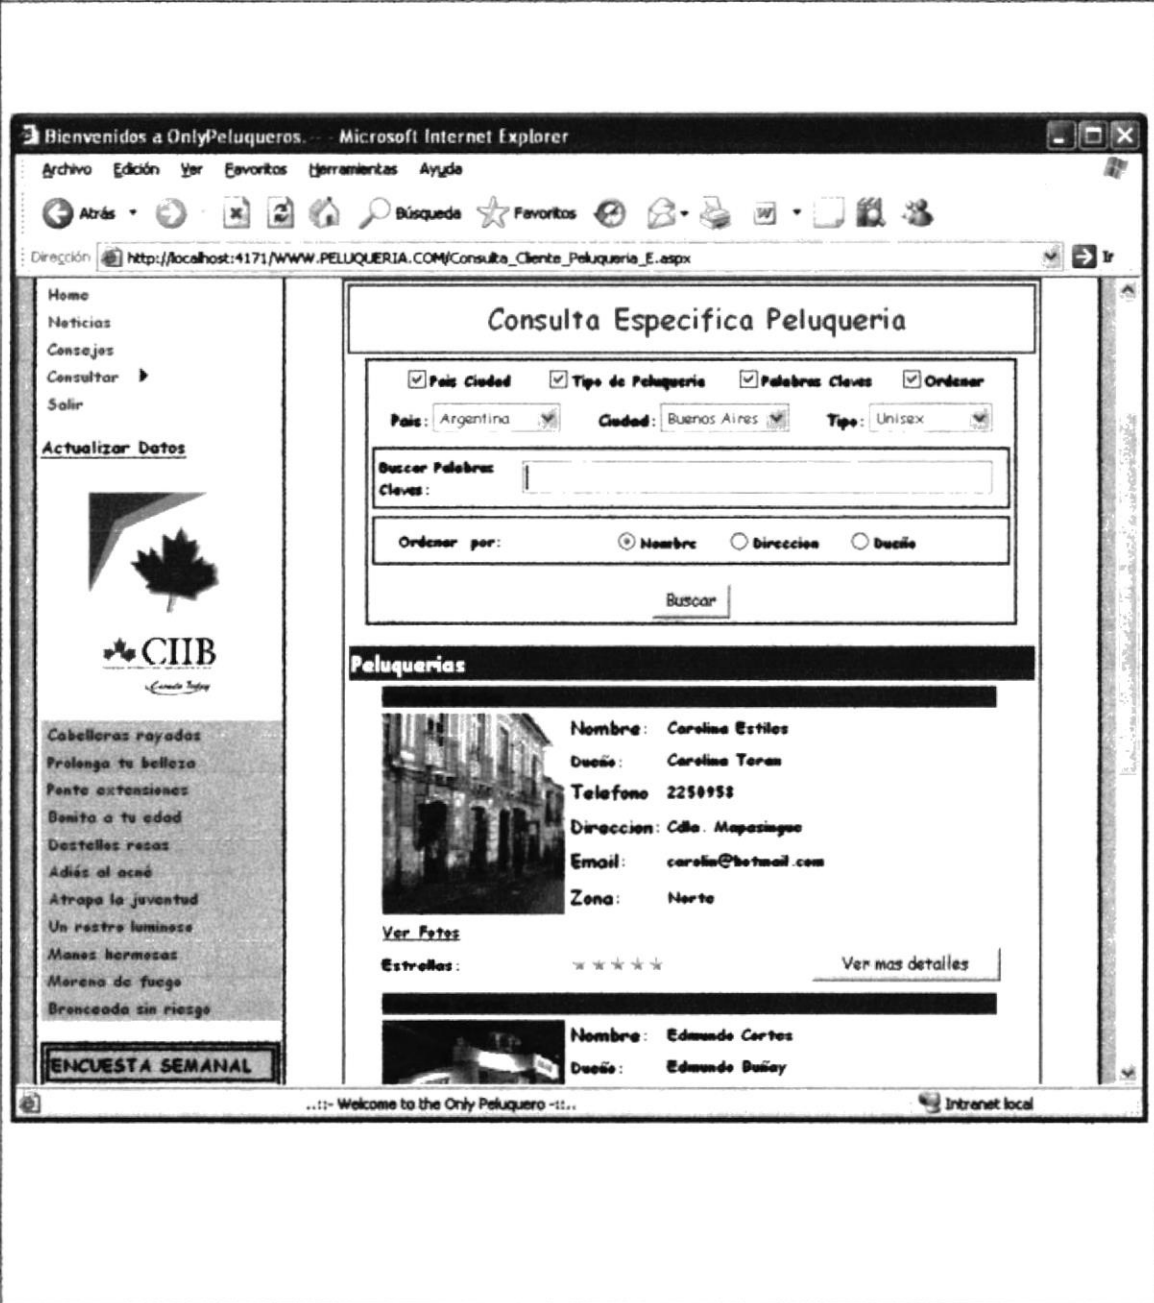 Bienvenidos a OnlyPeluqueros.-- - Microsoft Internet Explorer
Archivo Edición Ver Favoritos Herramientas Ayuda
Atrás Búsqueda Favoritos
Dirección http://localhost:4171/WWW.PELUQUERIA.COM/Consulta_Cliente_Peluqueria_E.aspx Ir
Home
Noticias
Consejos
Consultar
Salir
Actualizar Datos
CIIB
Canada Today
Cabelleras rayadas
Prolonga tu belleza
Ponte extensiones
Bonita a tu edad
Destellos rosas
Adiós al acné
Atrapa la juventud
Un rostro luminoso
Manos hermosas
Morena de fuego
Bronceada sin riesgo
ENCUESTA SEMANAL
Consulta Especifica Peluqueria
Pais Ciudad Tipo de Peluqueria Palabras Claves Ordenar
Pais: Argentina Ciudad: Buenos Aires Tipo: Unisex
Buscar Palabras
Claves:
Ordenar por: Nombre Direccion Dueño
Buscar
Peluquerias
Nombre: Carolina Estilos
Dueño: Carolina Teran
Telefono 2250958
Direccion: Cdla. Mapasingue
Email: carolin@hotmail.com
Zona: Norte
Ver Fotos
Estrellas: Ver mas detalles
Nombre: Edmundo Cortes
Dueño: Edmundo Buñay
..::- Welcome to the Only Peluquero -::.. Intranet local